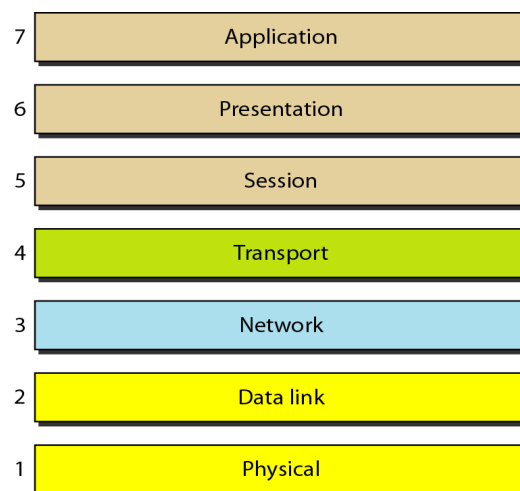 7 Application
6 Presentation
5 Session
4 Transport
3 Network
2 Data link
1 Physical